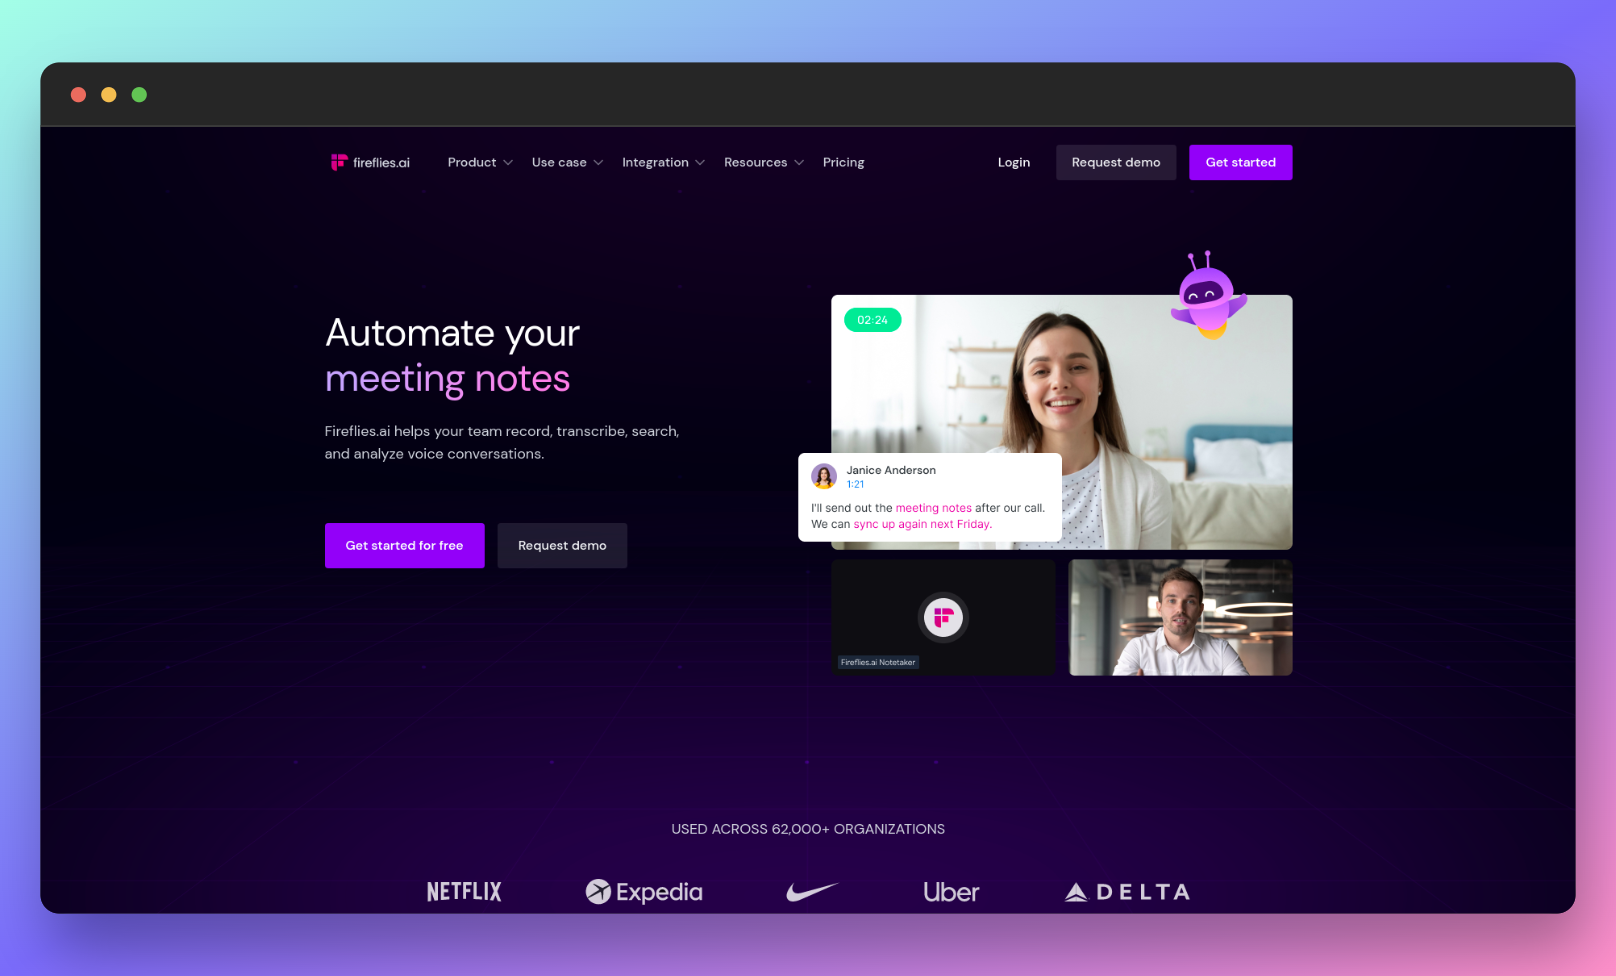 fireflies.ai
Product
Use case
Integration
Resources
Pricing
Login
Request demo
Get started
Automate your
meeting notes
Fireflies.ai helps your team record, transcribe, search,
and analyze voice conversations.
Get started for free
Request demo
02:24
Janice Anderson
1:21
I'll send out the meeting notes after our call.
We can sync up again next Friday.
Fireflies.ai Notetaker
USED ACROSS 62,000+ ORGANIZATIONS
NETFLIX
Expedia
Uber
DELTA